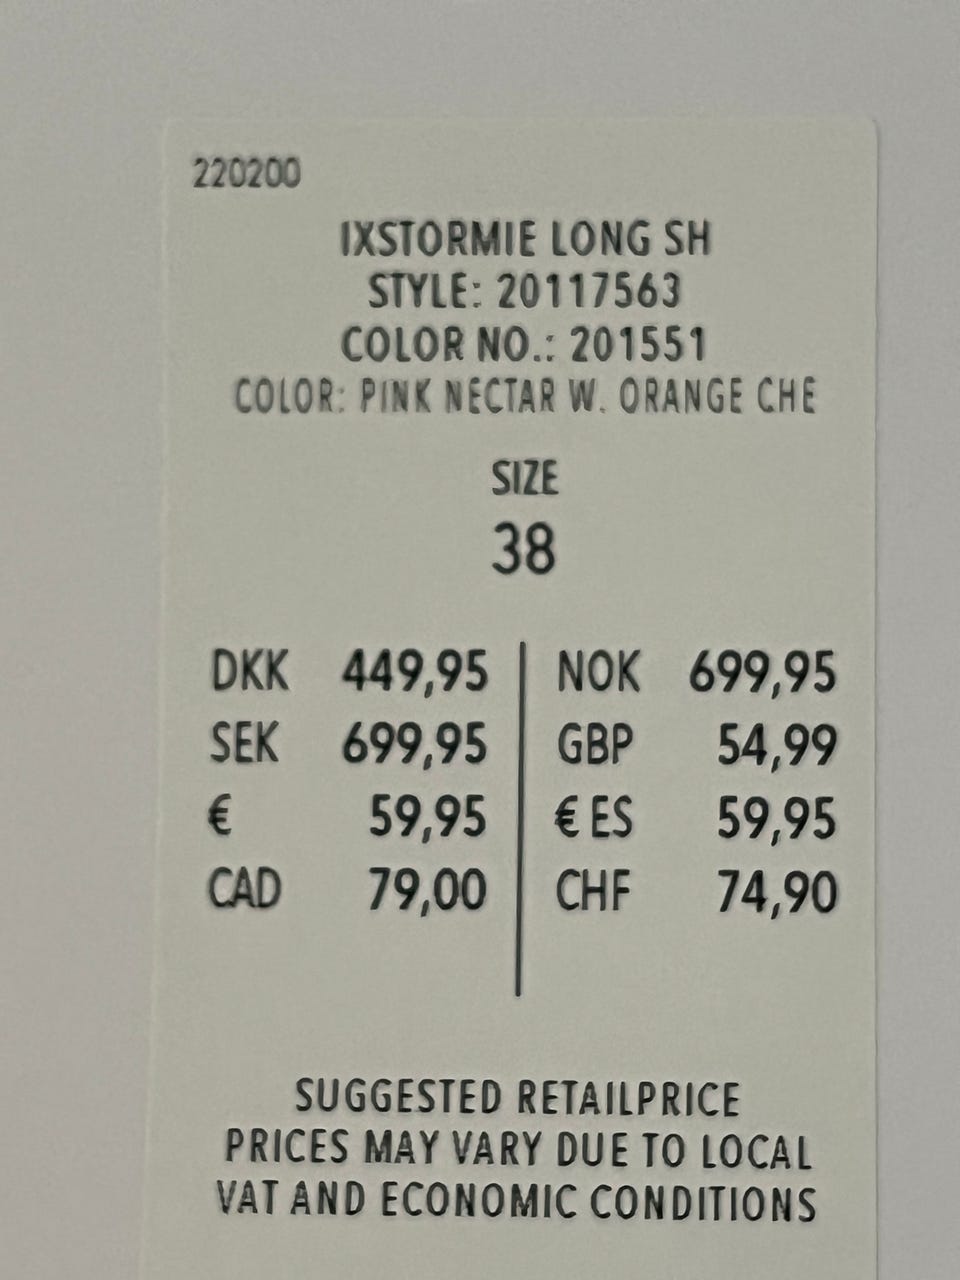 220200
IXSTORMIE LONG SH
STYLE: 20117563
COLOR NO.: 201551
COLOR: PINK NECTAR W. ORANGE CHE
SIZE
38
DKK 449,95 NOK 699,95
SEK 699,95 GBP 54,99
€ 59,95 € ES 59,95
CAD 79,00 CHF 74,90
SUGGESTED RETAILPRICE
PRICES MAY VARY DUE TO LOCAL
VAT AND ECONOMIC CONDITIONS